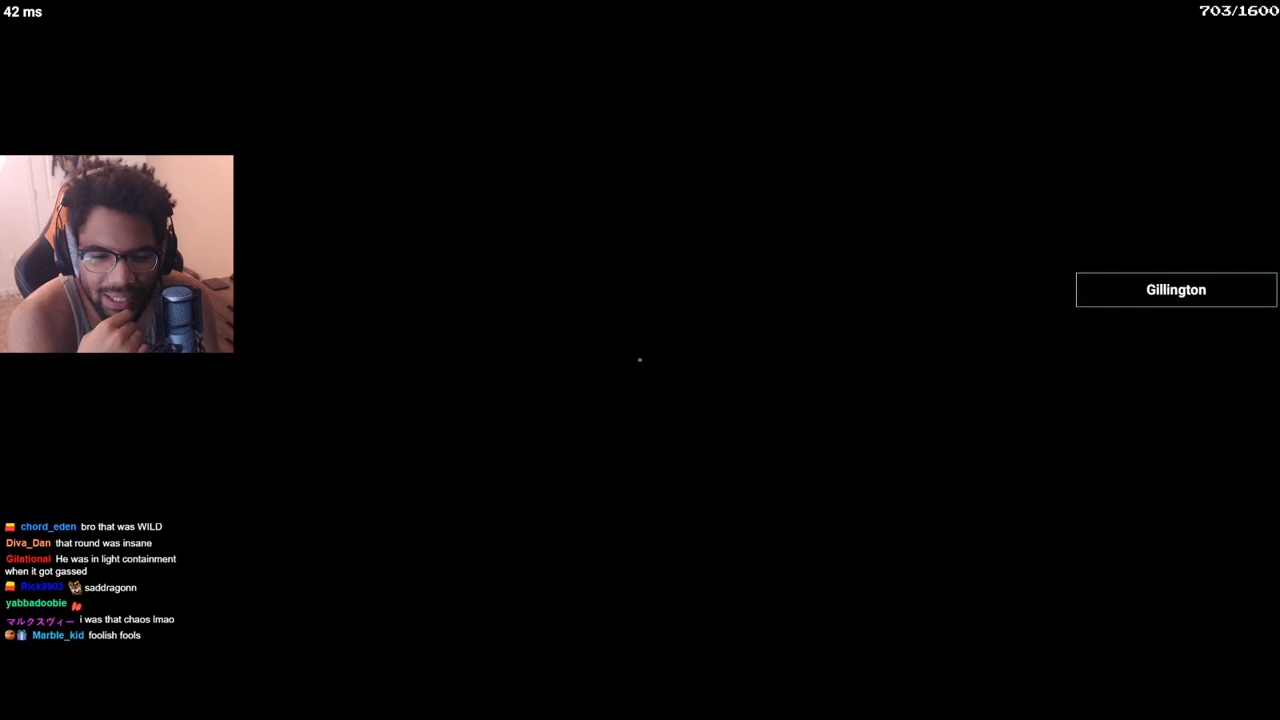 42 ms
703/1600
Gillington
chord_eden bro that was WILD
Diva_Dan that round was insane
Gilational He was in light containment
when it got gassed
Rick8903 saddragonn
yabbadoobie
マルクスヴィー i was that chaos lmao
Marble_kid foolish fools